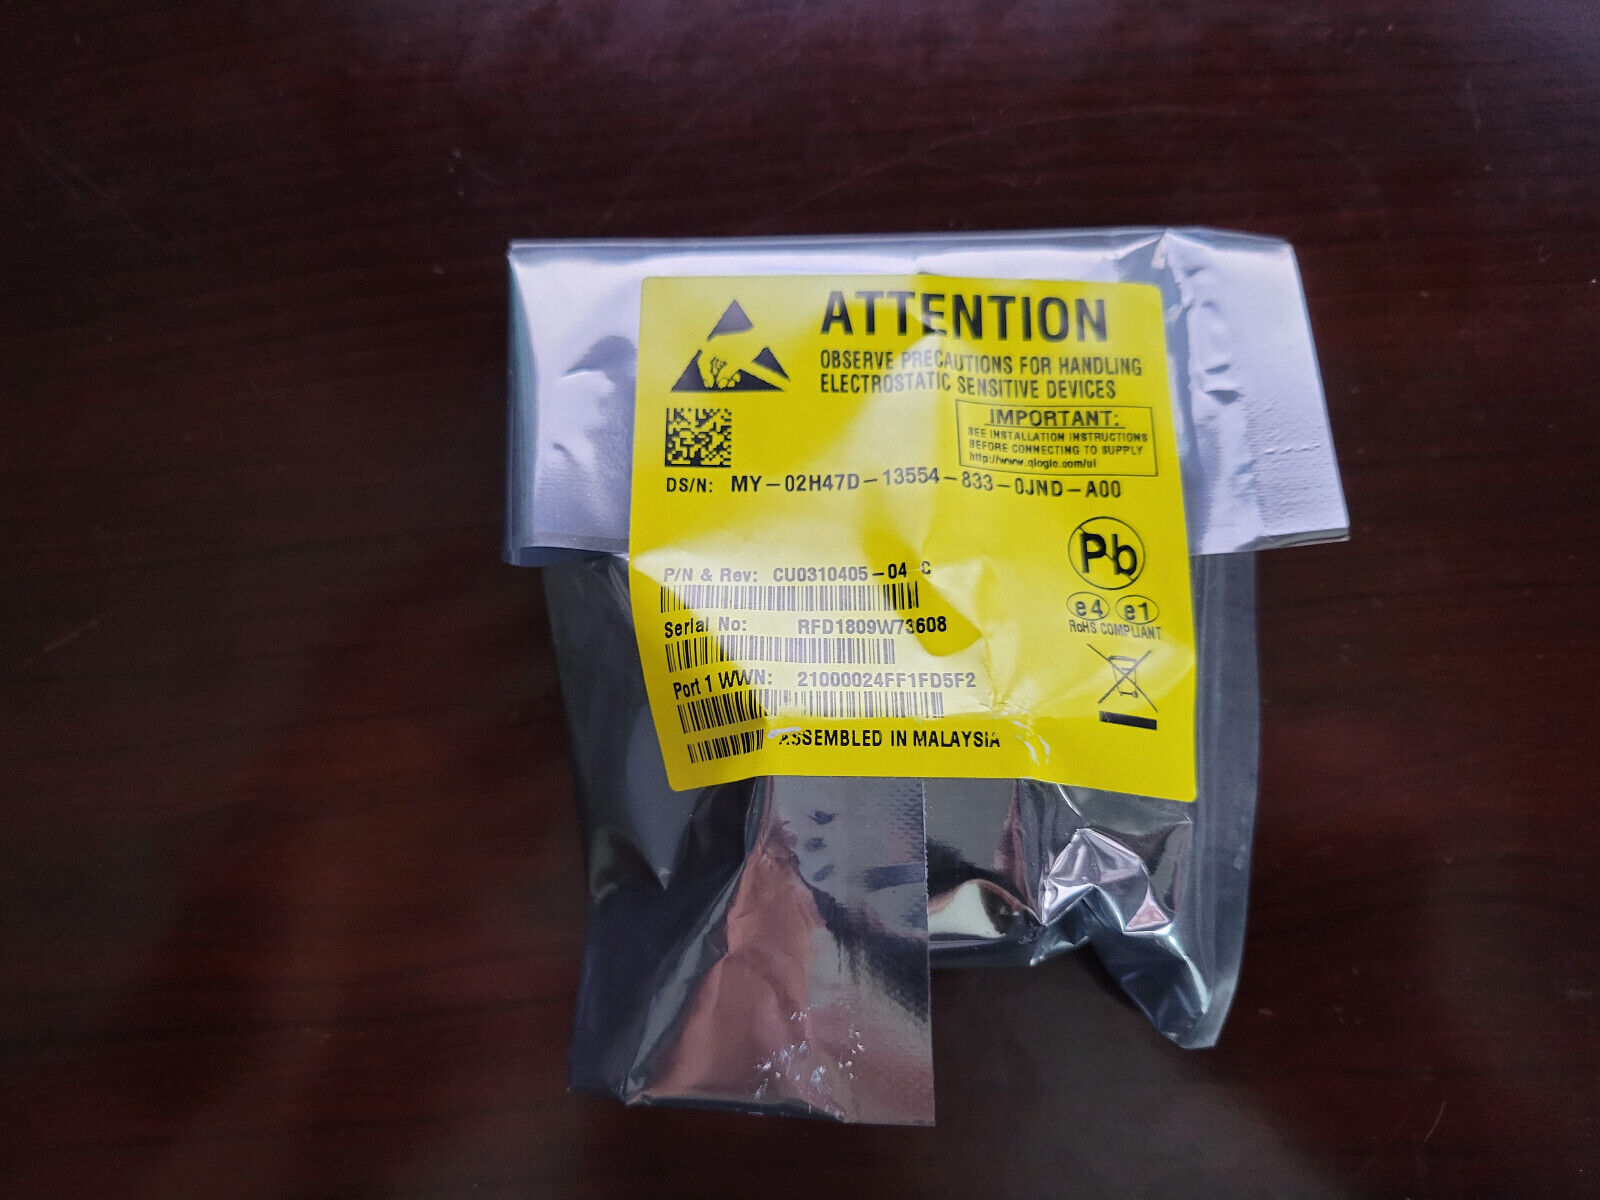 ATTENTION
OBSERVE PRECAUTIONS FOR HANDLING
ELECTROSTATIC SENSITIVE DEVICES
IMPORTANT:
SEE INSTALLATION INSTRUCTIONS
BEFORE CONNECTING TO SUPPLY
http://www.qlogic.com/ul
DS/N: MY-02H47D-13554-833-0JND-A00
Pb
P/N & Rev: CU0310405-04 C
e4 e1
RoHS COMPLIANT
Serial No: RFD1809W73608
Port 1 WWN: 21000024FF1FD5F2
ASSEMBLED IN MALAYSIA